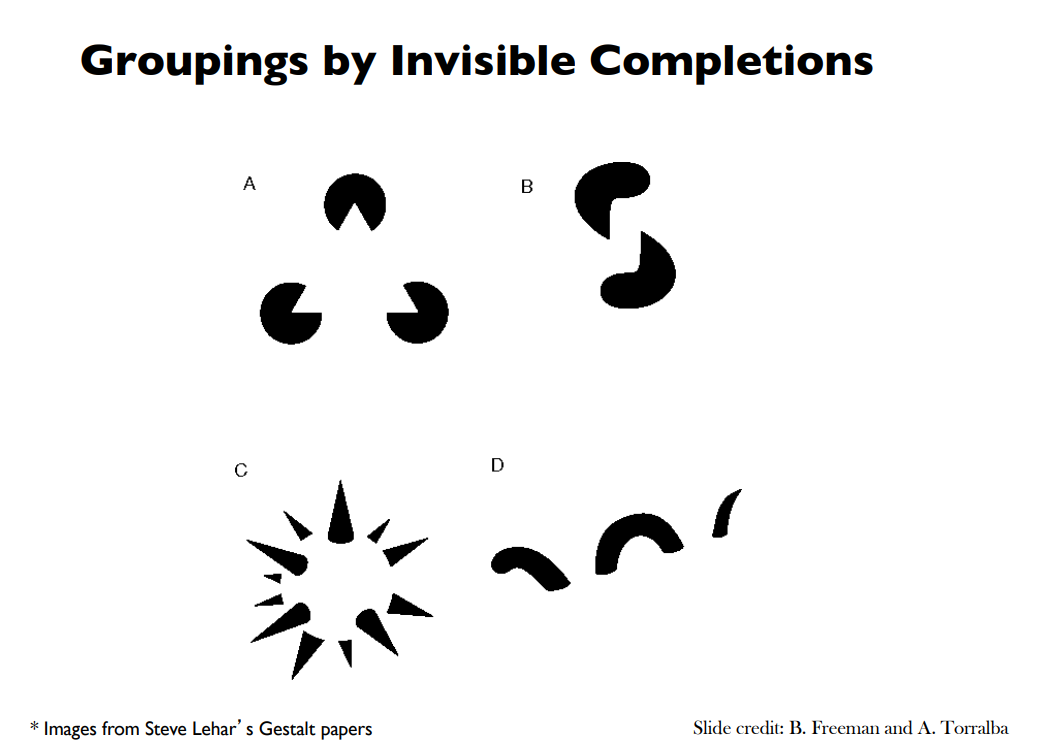 Groupings by Invisible Completions
A
B
C
D
* Images from Steve Lehar’s Gestalt papers
Slide credit: B. Freeman and A. Torralba